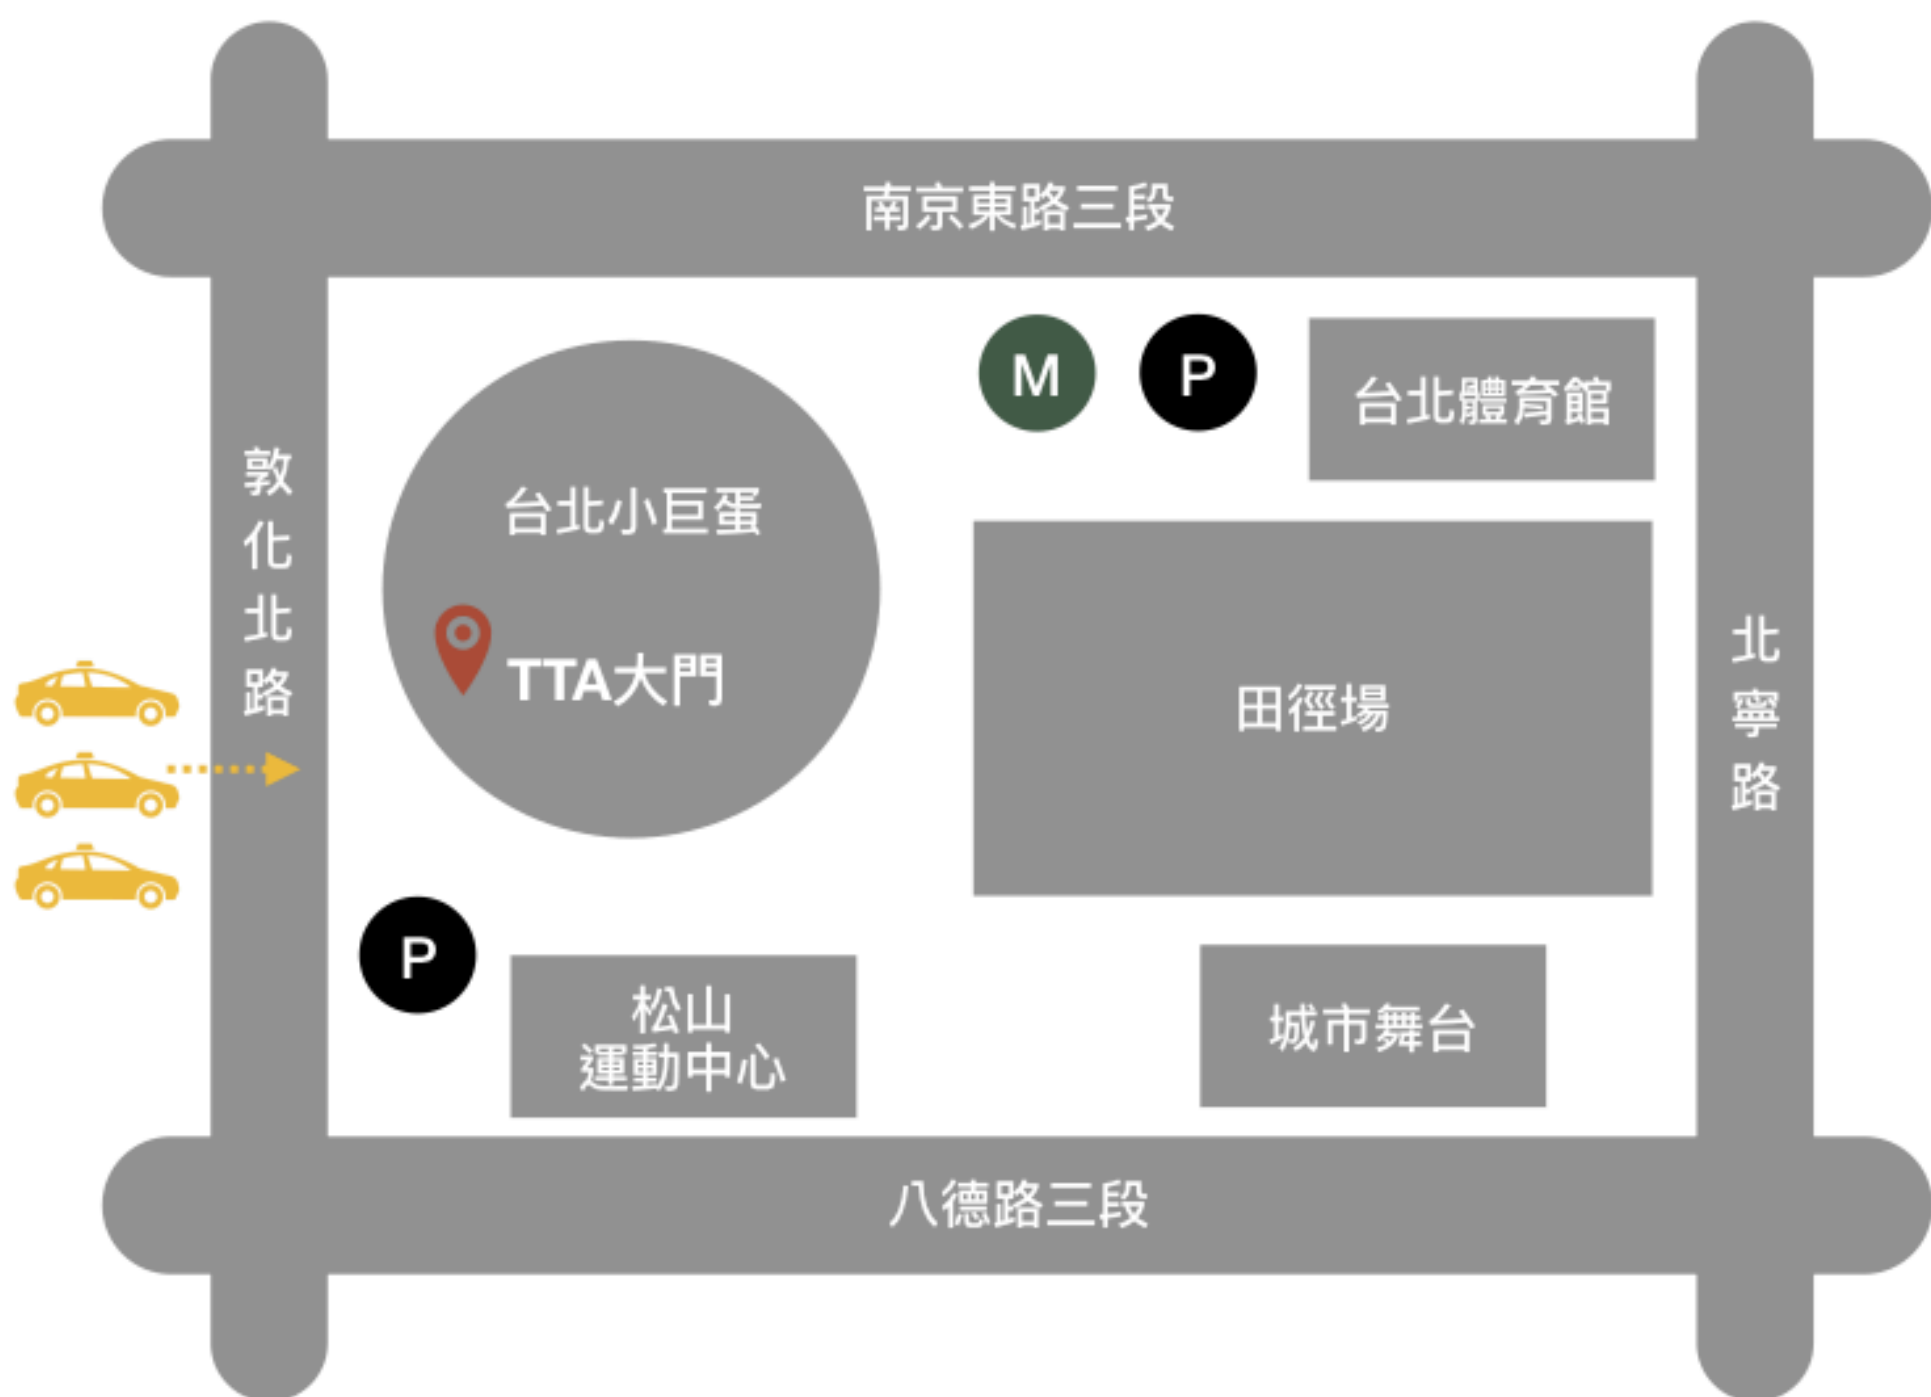 南京東路三段
M
P
台北體育館
敦化北路
台北小巨蛋
TTA大門
田徑場
北寧路
P
松山
運動中心
城市舞台
八德路三段